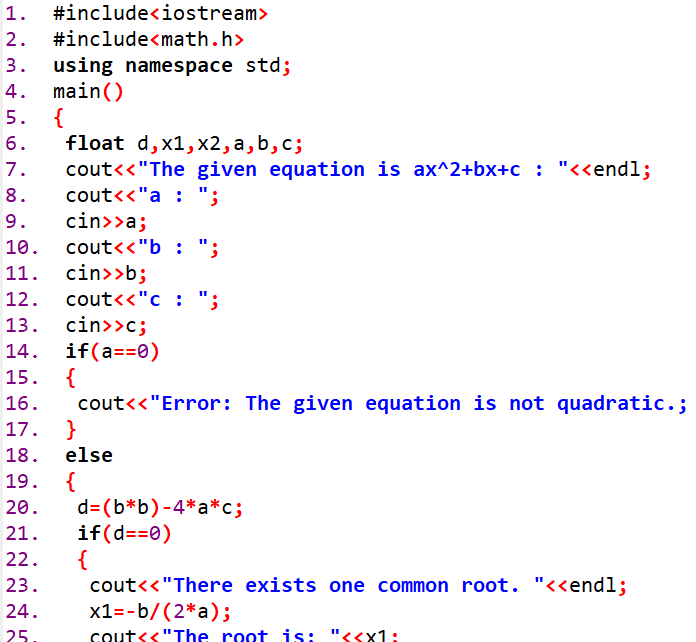 1. #include<iostream>
2. #include<math.h>
3. using namespace std;
4. main()
5. {
6. float d,x1,x2,a,b,c;
7. cout<<"The given equation is ax^2+bx+c : "<<endl;
8. cout<<"a : ";
9. cin>>a;
10. cout<<"b : ";
11. cin>>b;
12. cout<<"c : ";
13. cin>>c;
14. if(a==0)
15. {
16. cout<<"Error: The given equation is not quadratic.;
17. }
18. else
19. {
20. d=(b*b)-4*a*c;
21. if(d==0)
22. {
23. cout<<"There exists one common root. "<<endl;
24. x1=-b/(2*a);
25. cout<<"The root is: "<<x1;